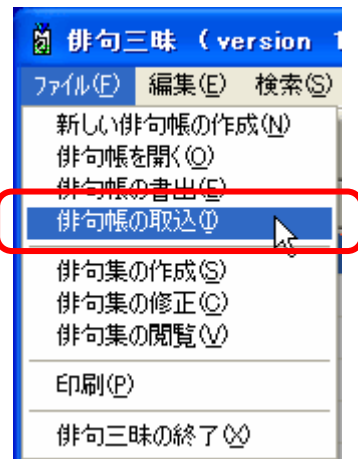 俳句三昧 (version 1
ファイル(F) 編集(E) 検索(S)
新しい俳句帳の作成(N)
俳句帳を開く(O)
俳句帳の書出(E)
俳句帳の取込(I)
俳句集の作成(S)
俳句集の修正(C)
俳句集の閲覧(V)
印刷(P)
俳句三昧の終了(X)